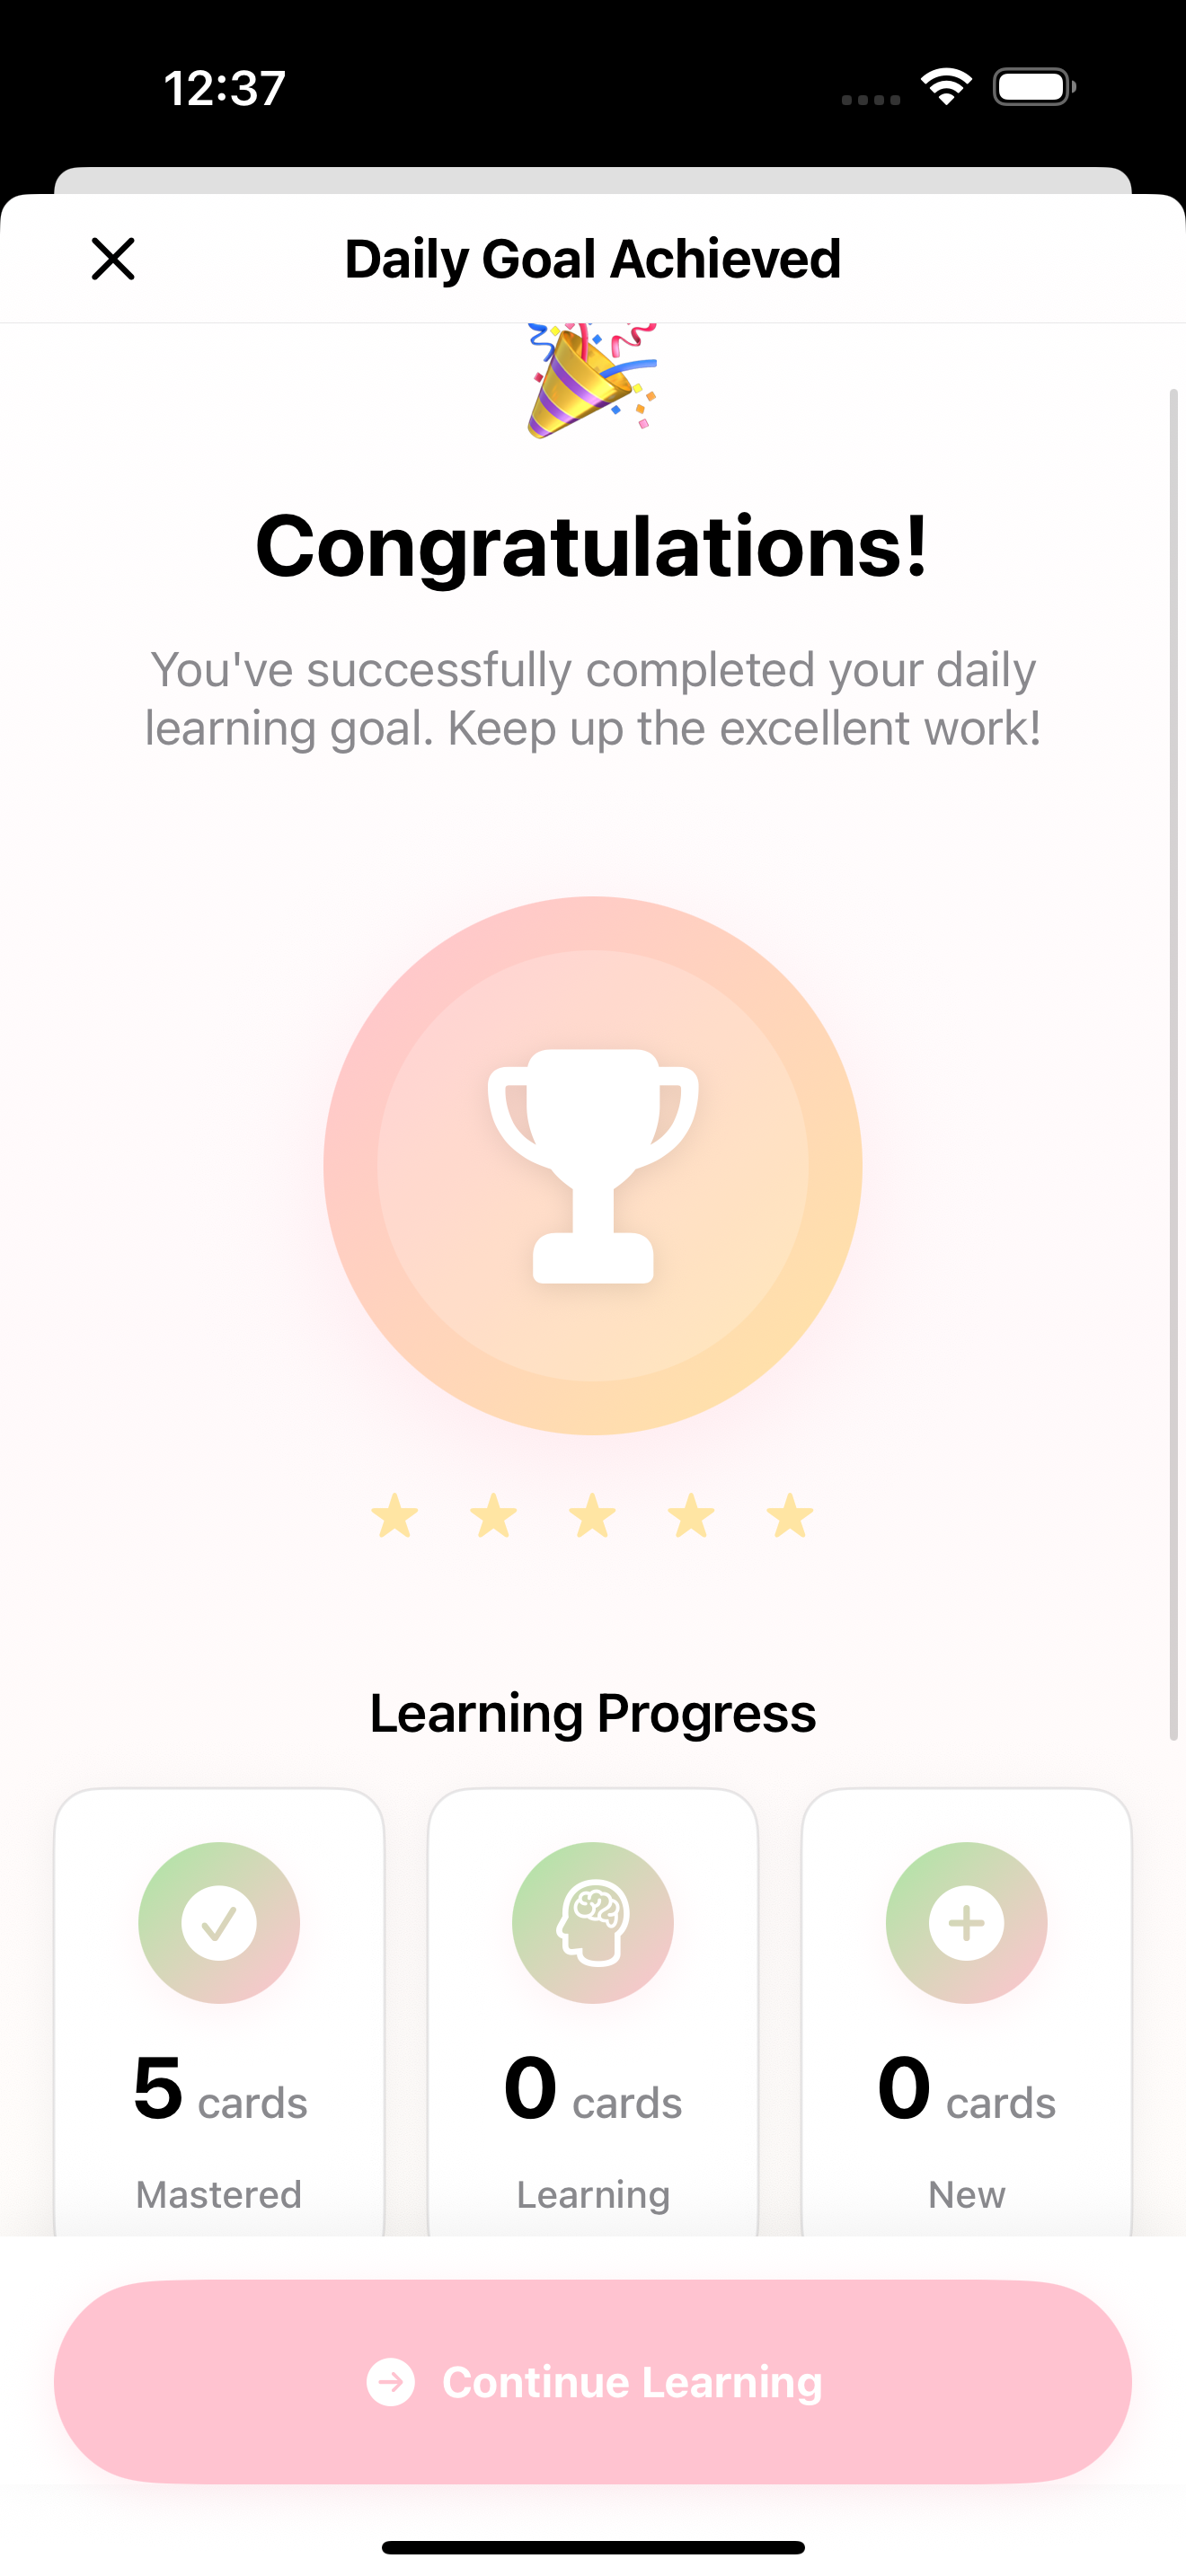 12:37
Daily Goal Achieved
Congratulations!
You've successfully completed your daily
learning goal. Keep up the excellent work!
Learning Progress
5 cards
Mastered
0 cards
Learning
0 cards
New
Continue Learning